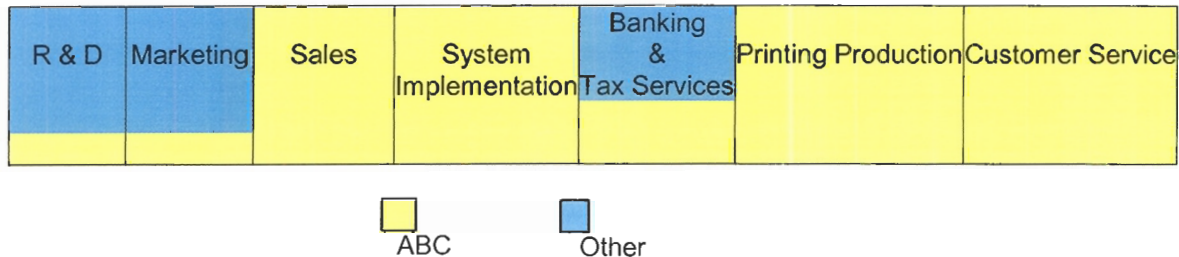 R & D
Marketing
Sales
System
Implementation
Banking
&
Tax Services
Printing Production
Customer Service
ABC
Other